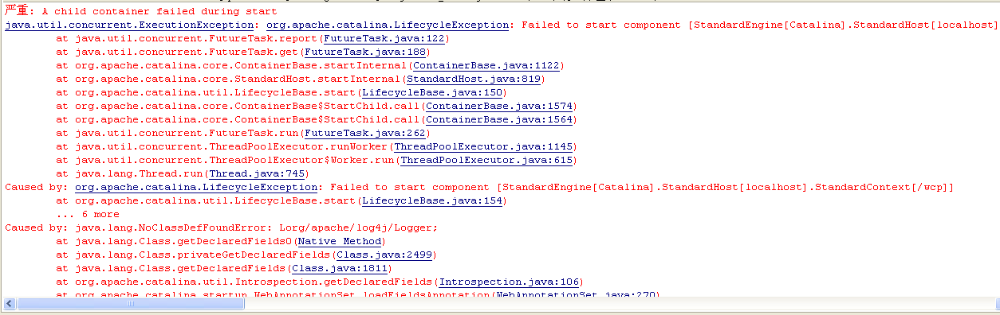 严重: A child container failed during start
java.util.concurrent.ExecutionException: org.apache.catalina.LifecycleException: Failed to start component [StandardEngine[Catalina].StandardHost[localhost]
at java.util.concurrent.FutureTask.report(FutureTask.java:122)
at java.util.concurrent.FutureTask.get(FutureTask.java:188)
at org.apache.catalina.core.ContainerBase.startInternal(ContainerBase.java:1122)
at org.apache.catalina.core.StandardHost.startInternal(StandardHost.java:819)
at org.apache.catalina.util.LifecycleBase.start(LifecycleBase.java:150)
at org.apache.catalina.core.ContainerBase$StartChild.call(ContainerBase.java:1574)
at org.apache.catalina.core.ContainerBase$StartChild.call(ContainerBase.java:1564)
at java.util.concurrent.FutureTask.run(FutureTask.java:262)
at java.util.concurrent.ThreadPoolExecutor.runWorker(ThreadPoolExecutor.java:1145)
at java.util.concurrent.ThreadPoolExecutor$Worker.run(ThreadPoolExecutor.java:615)
at java.lang.Thread.run(Thread.java:745)
Caused by: org.apache.catalina.LifecycleException: Failed to start component [StandardEngine[Catalina].StandardHost[localhost].StandardContext[/wcp]]
at org.apache.catalina.util.LifecycleBase.start(LifecycleBase.java:154)
... 6 more
Caused by: java.lang.NoClassDefFoundError: Lorg/apache/log4j/Logger;
at java.lang.Class.getDeclaredFields0(Native Method)
at java.lang.Class.privateGetDeclaredFields(Class.java:2499)
at java.lang.Class.getDeclaredFields(Class.java:1811)
at org.apache.catalina.util.Introspection.getDeclaredFields(Introspection.java:106)
at org.apache.catalina.startup.WebAnnotationSet.loadFieldsAnnotation(WebAnnotationSet.java:270)